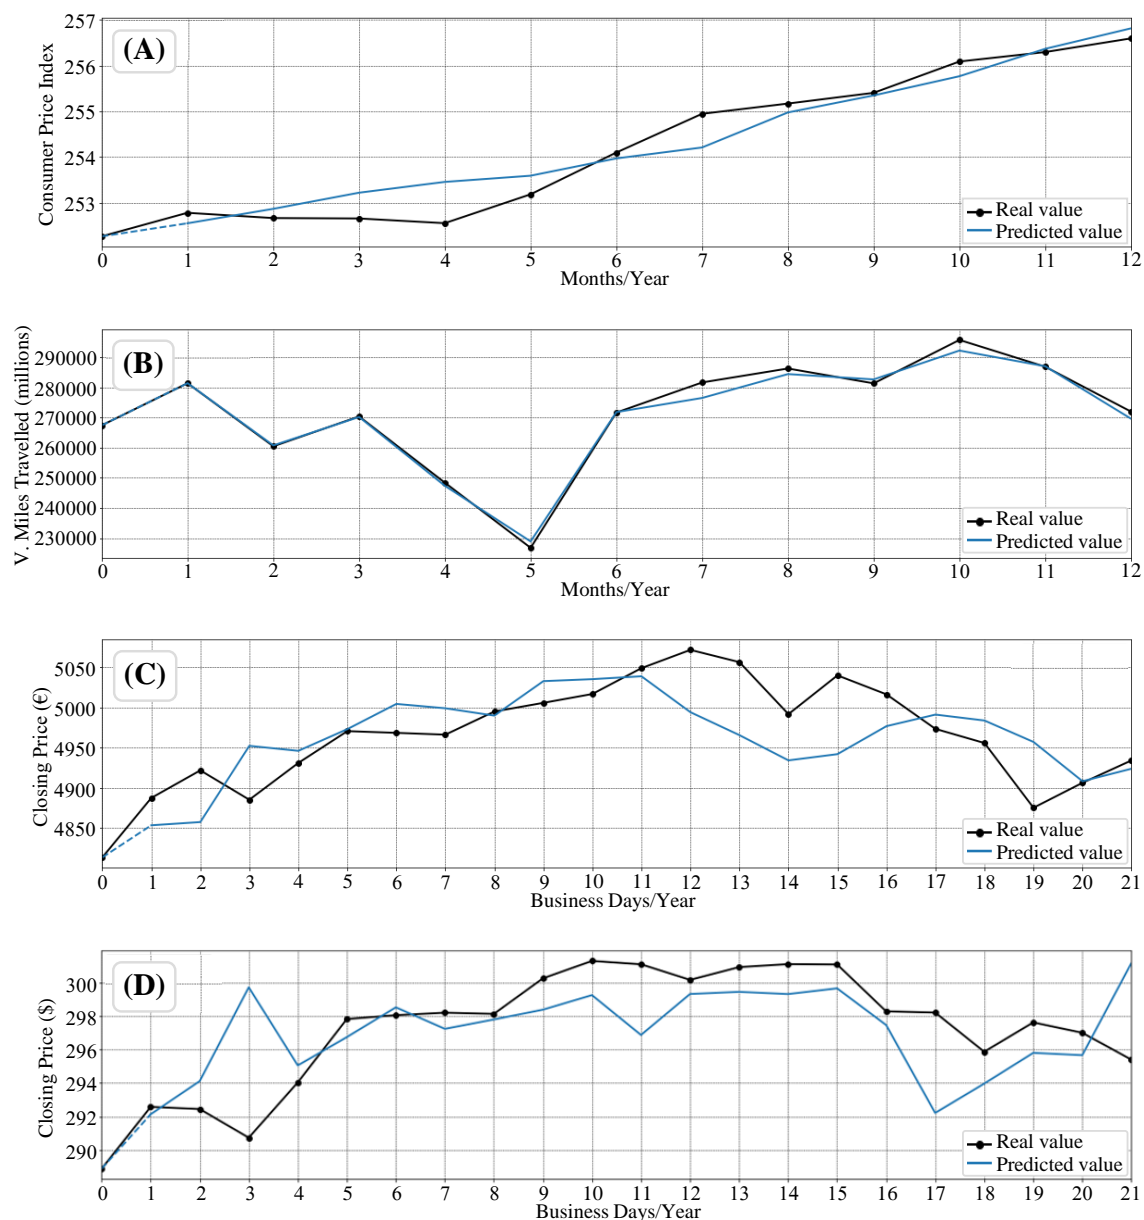 (A)
Consumer Price Index
257
256
255
254
253
0 1 2 3 4 5 6 7 8 9 10 11 12
Months/Year
Real value
Predicted value
(B)
V. Miles Travelled (millions)
290000
280000
270000
260000
250000
240000
230000
0 1 2 3 4 5 6 7 8 9 10 11 12
Months/Year
Real value
Predicted value
(C)
Closing Price (€)
5050
5000
4950
4900
4850
0 1 2 3 4 5 6 7 8 9 10 11 12 13 14 15 16 17 18 19 20 21
Business Days/Year
Real value
Predicted value
(D)
Closing Price ($)
300
298
296
294
292
290
0 1 2 3 4 5 6 7 8 9 10 11 12 13 14 15 16 17 18 19 20 21
Business Days/Year
Real value
Predicted value